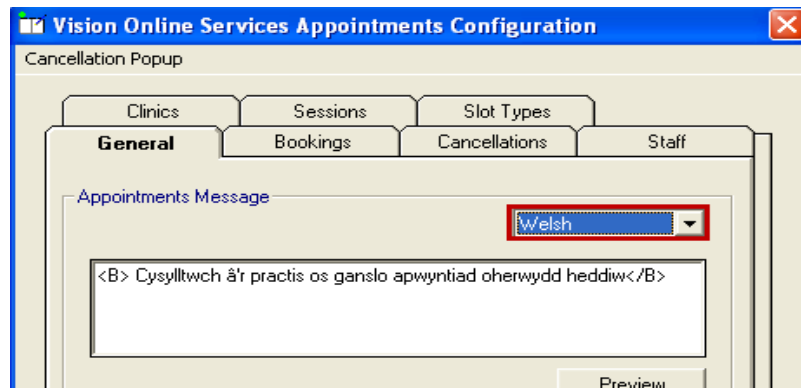 Vision Online Services Appointments Configuration
Cancellation Popup
Clinics Sessions Slot Types
General Bookings Cancellations Staff
Appointments Message
Welsh
<B> Cysylltwch â'r practis os ganslo apwyntiad oherwydd heddiw</B>
Preview